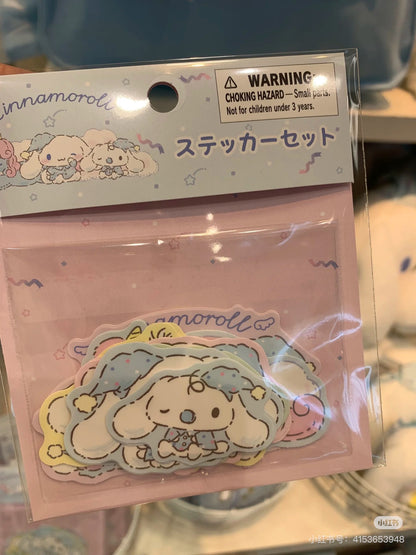 Cinnamoroll
⚠ WARNING:
CHOKING HAZARD — Small parts.
Not for children under 3 years.
ステッカーセット
amoroll
小红书
小红书号: 4153653948